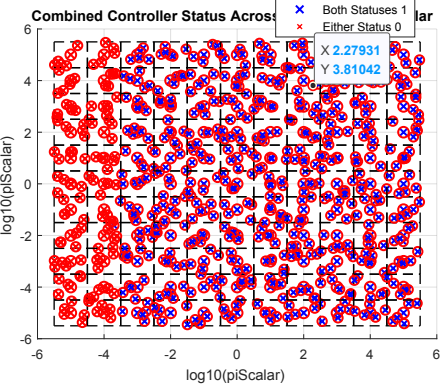 Combined Controller Status Across
lar
Both Statuses 1
Either Status 0
X 2.27931
Y 3.81042
6
4
2
0
-2
-4
-6
log10(piScalar)
-6
-4
-2
0
2
4
6
log10(piScalar)